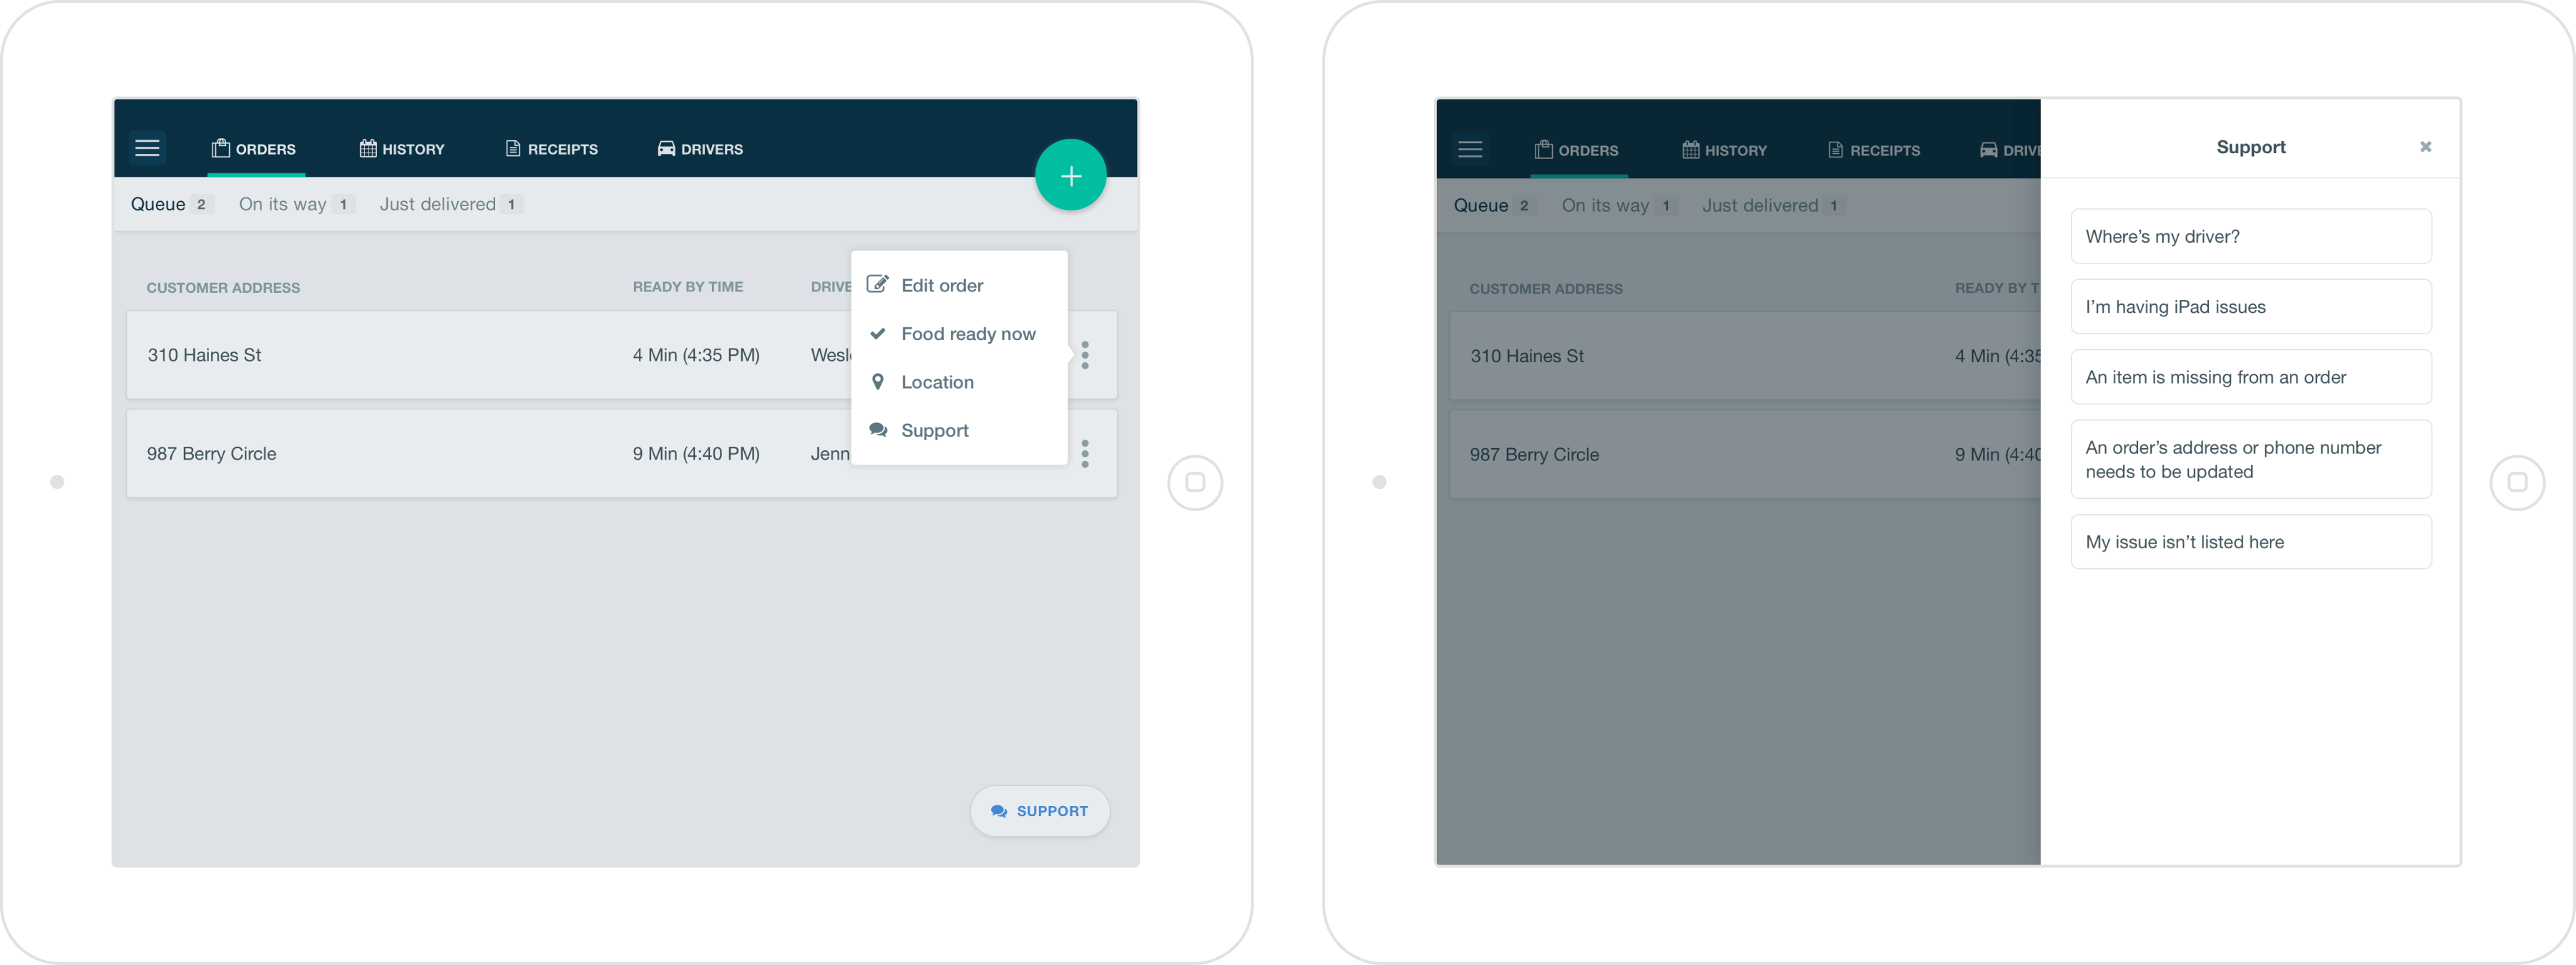 ORDERS HISTORY RECEIPTS DRIVERS
Queue 2 On its way 1 Just delivered 1
CUSTOMER ADDRESS READY BY TIME DRIVE
310 Haines St 4 Min (4:35 PM) Wesl
987 Berry Circle 9 Min (4:40 PM) Jenn
Edit order
Food ready now
Location
Support
SUPPORT
ORDERS HISTORY RECEIPTS DRIVE
Queue 2 On its way 1 Just delivered 1
CUSTOMER ADDRESS READY BY T
310 Haines St 4 Min (4:35
987 Berry Circle 9 Min (4:40
Support
Where’s my driver?
I’m having iPad issues
An item is missing from an order
An order’s address or phone number
needs to be updated
My issue isn’t listed here